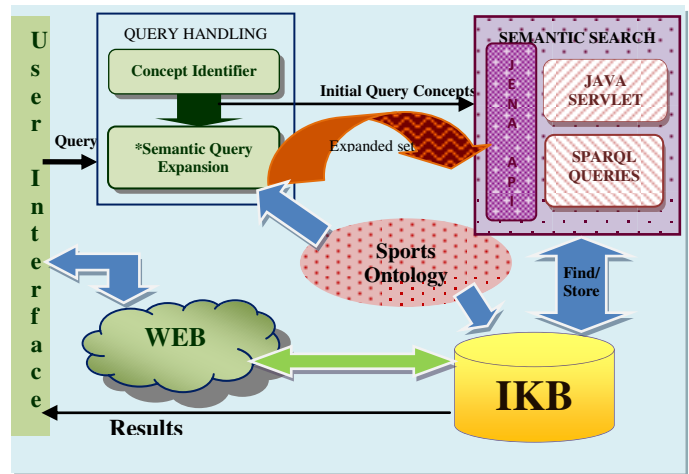 User Interface
QUERY HANDLING
Concept Identifier
*Semantic Query
Expansion
Query
Initial Query Concepts
Expanded set
SEMANTIC SEARCH
JENA API
JAVA
SERVLET
SPARQL
QUERIES
Sports
Ontology
Find/
Store
WEB
IKB
Results